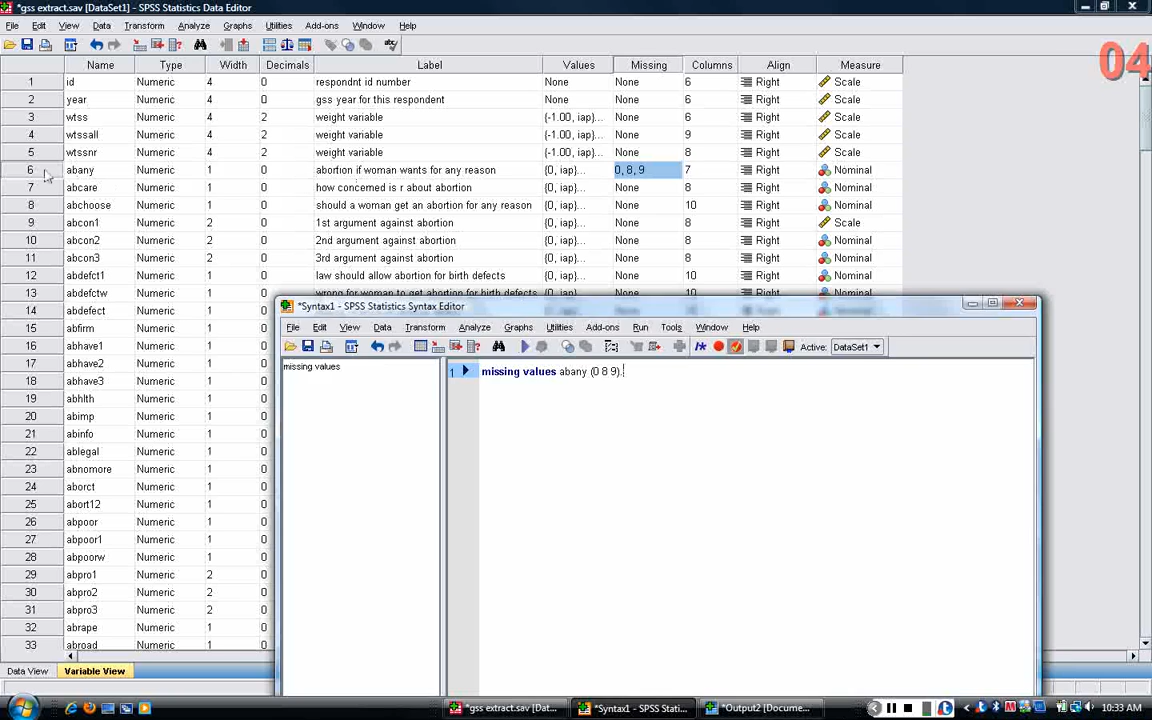 *gss extract.sav [DataSet1] - SPSS Statistics Data Editor
File Edit View Data Transform Analyze Graphs Utilities Add-ons Window Help
04
Name Type Width Decimals Label Values Missing Columns Align Measure
1 id Numeric 4 0 respondnt id number None None 6 Right Scale
2 year Numeric 4 0 gss year for this respondent None None 6 Right Scale
3 wtss Numeric 4 2 weight variable {-1.00, iap}... None 6 Right Scale
4 wtssall Numeric 4 2 weight variable {-1.00, iap}... None 9 Right Scale
5 wtssnr Numeric 4 2 weight variable {-1.00, iap}... None 8 Right Scale
6 abany Numeric 1 0 abortion if woman wants for any reason {0, iap}... 0, 8, 9 7 Right Nominal
7 abcare Numeric 1 0 how concerned is r about abortion {0, iap}... None 8 Right Nominal
8 abchoose Numeric 1 0 should a woman get an abortion for any reason {0, iap}... None 10 Right Nominal
9 abcon1 Numeric 2 0 1st argument against abortion {0, iap}... None 8 Right Scale
10 abcon2 Numeric 2 0 2nd argument against abortion {0, iap}... None 8 Right Nominal
11 abcon3 Numeric 2 0 3rd argument against abortion {0, iap}... None 8 Right Nominal
12 abdefct1 Numeric 1 0 law should allow abortion for birth defects {0, iap}... None 10 Right Nominal
13 abdefctw Numeric 1 0 wrong for woman to get abortion for birth defects {0, iap}... None 10 Right Nominal
14 abdefect Numeric 1 0
15 abfirm Numeric 1 0
16 abhave1 Numeric 1 0
17 abhave2 Numeric 1 0
18 abhave3 Numeric 1 0
19 abhlth Numeric 1 0
20 abimp Numeric 1 0
21 abinfo Numeric 1 0
22 ablegal Numeric 1 0
23 abnomore Numeric 1 0
24 aborct Numeric 1 0
25 abort12 Numeric 1 0
26 abpoor Numeric 1 0
27 abpoor1 Numeric 1 0
28 abpoorw Numeric 1 0
29 abpro1 Numeric 2 0
30 abpro2 Numeric 2 0
31 abpro3 Numeric 2 0
32 abrape Numeric 1 0
33 abroad Numeric 1 0
*Syntax1 - SPSS Statistics Syntax Editor
File Edit View Data Transform Analyze Graphs Utilities Add-ons Run Tools Window Help
Active: DataSet1
missing values
1 missing values abany (0 8 9).
Data View Variable View
*gss extract.sav [Dat... *Syntax1 - SPSS Stati... *Output2 [Docume... 10:33 AM